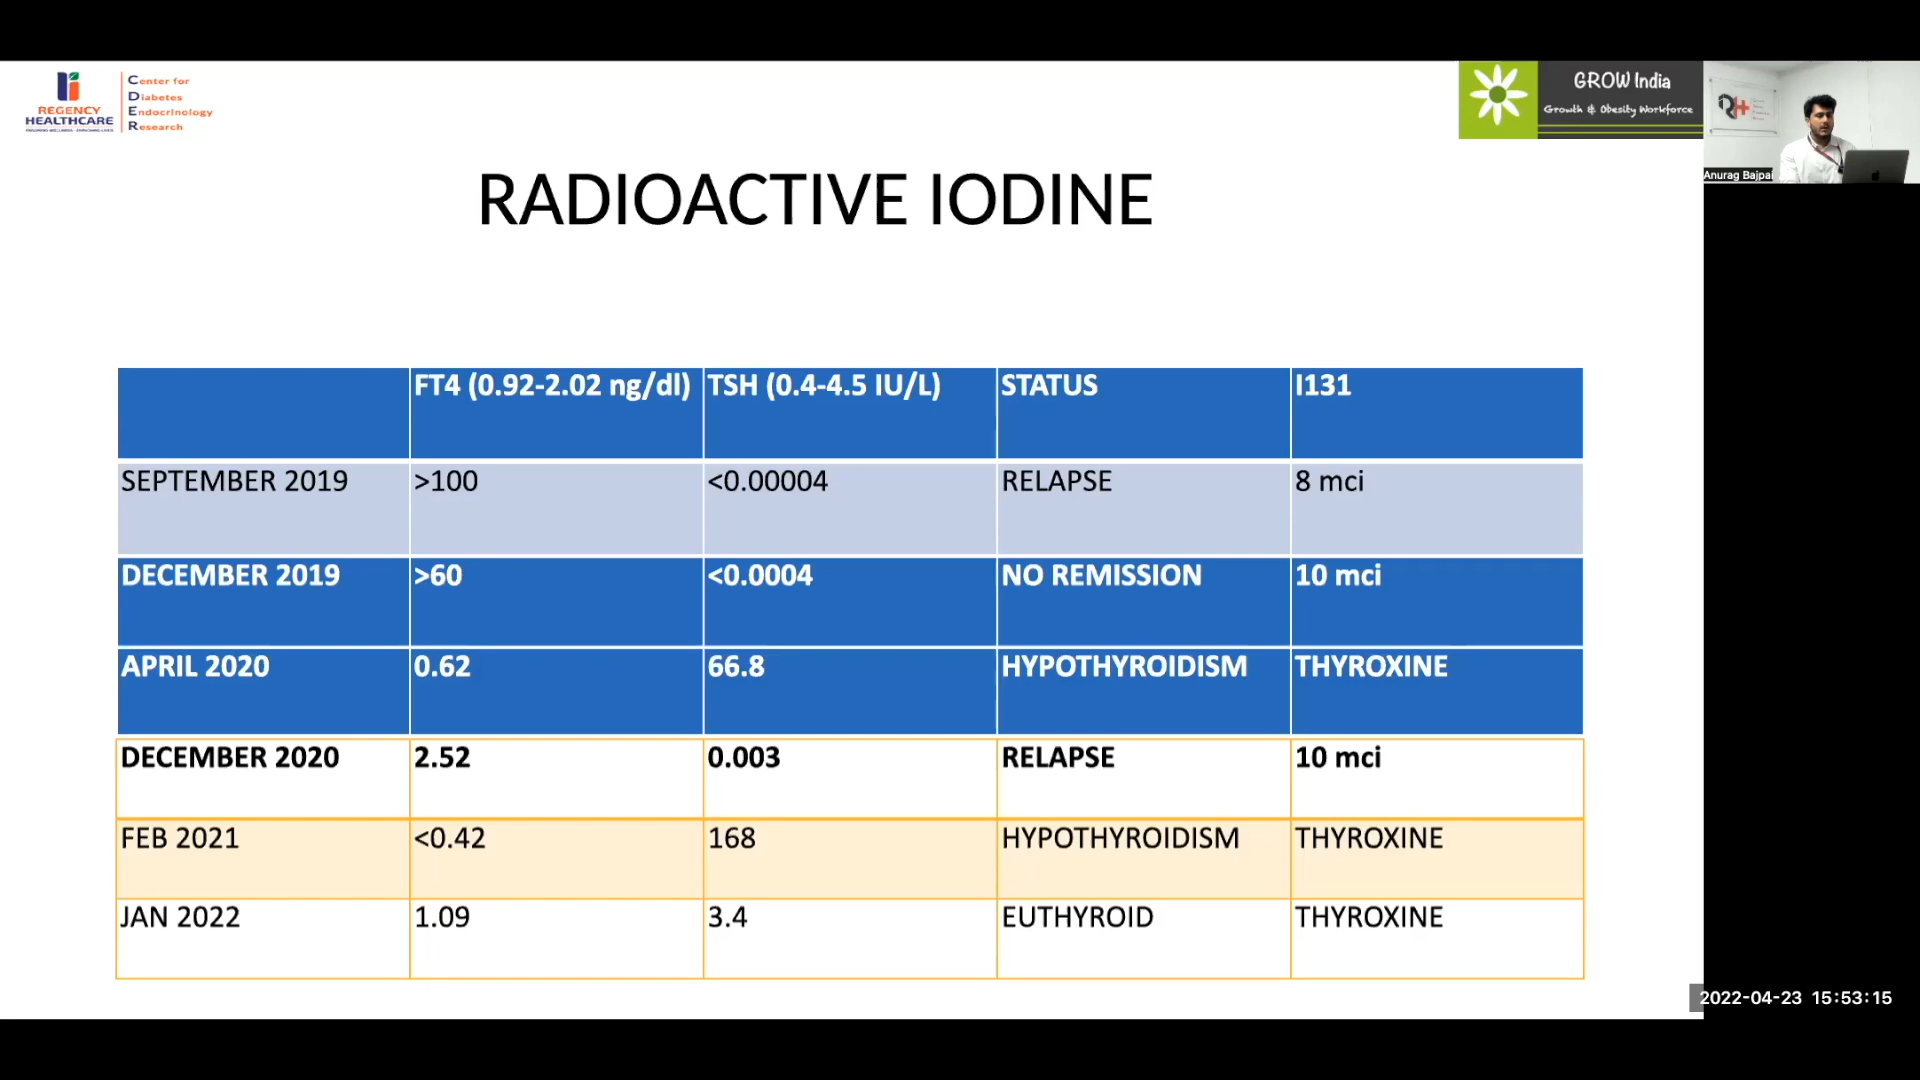 REGENCY
HEALTHCARE
Center for
Diabetes
Endocrinology
Research
GROW India
Growth & Obesity Workforce
Anurag Bajpai
RADIOACTIVE IODINE
FT4 (0.92-2.02 ng/dl) TSH (0.4-4.5 IU/L) STATUS I131
SEPTEMBER 2019 >100 <0.00004 RELAPSE 8 mci
DECEMBER 2019 >60 <0.0004 NO REMISSION 10 mci
APRIL 2020 0.62 66.8 HYPOTHYROIDISM THYROXINE
DECEMBER 2020 2.52 0.003 RELAPSE 10 mci
FEB 2021 <0.42 168 HYPOTHYROIDISM THYROXINE
JAN 2022 1.09 3.4 EUTHYROID THYROXINE
2022-04-23 15:53:15